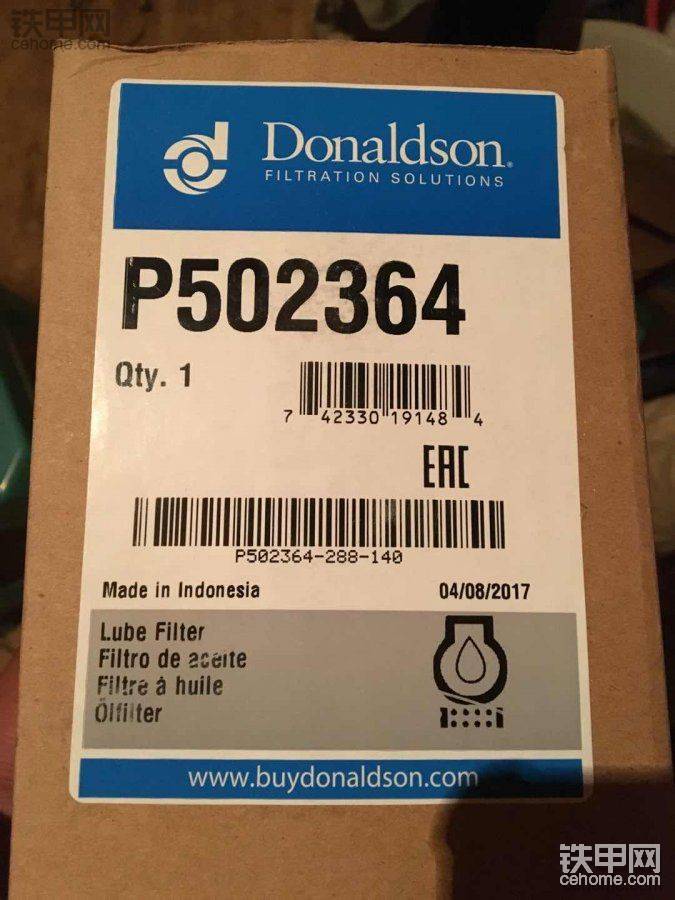 铁甲网
cehome.com
Donaldson®
FILTRATION SOLUTIONS
P502364
Qty. 1
7 42330 19148 4
EAC
P502364-288-140
Made in Indonesia 04/08/2017
Lube Filter
Filtro de aceite
Filtre à huile
Ölfilter
www.buydonaldson.com
铁甲网
cehome.com